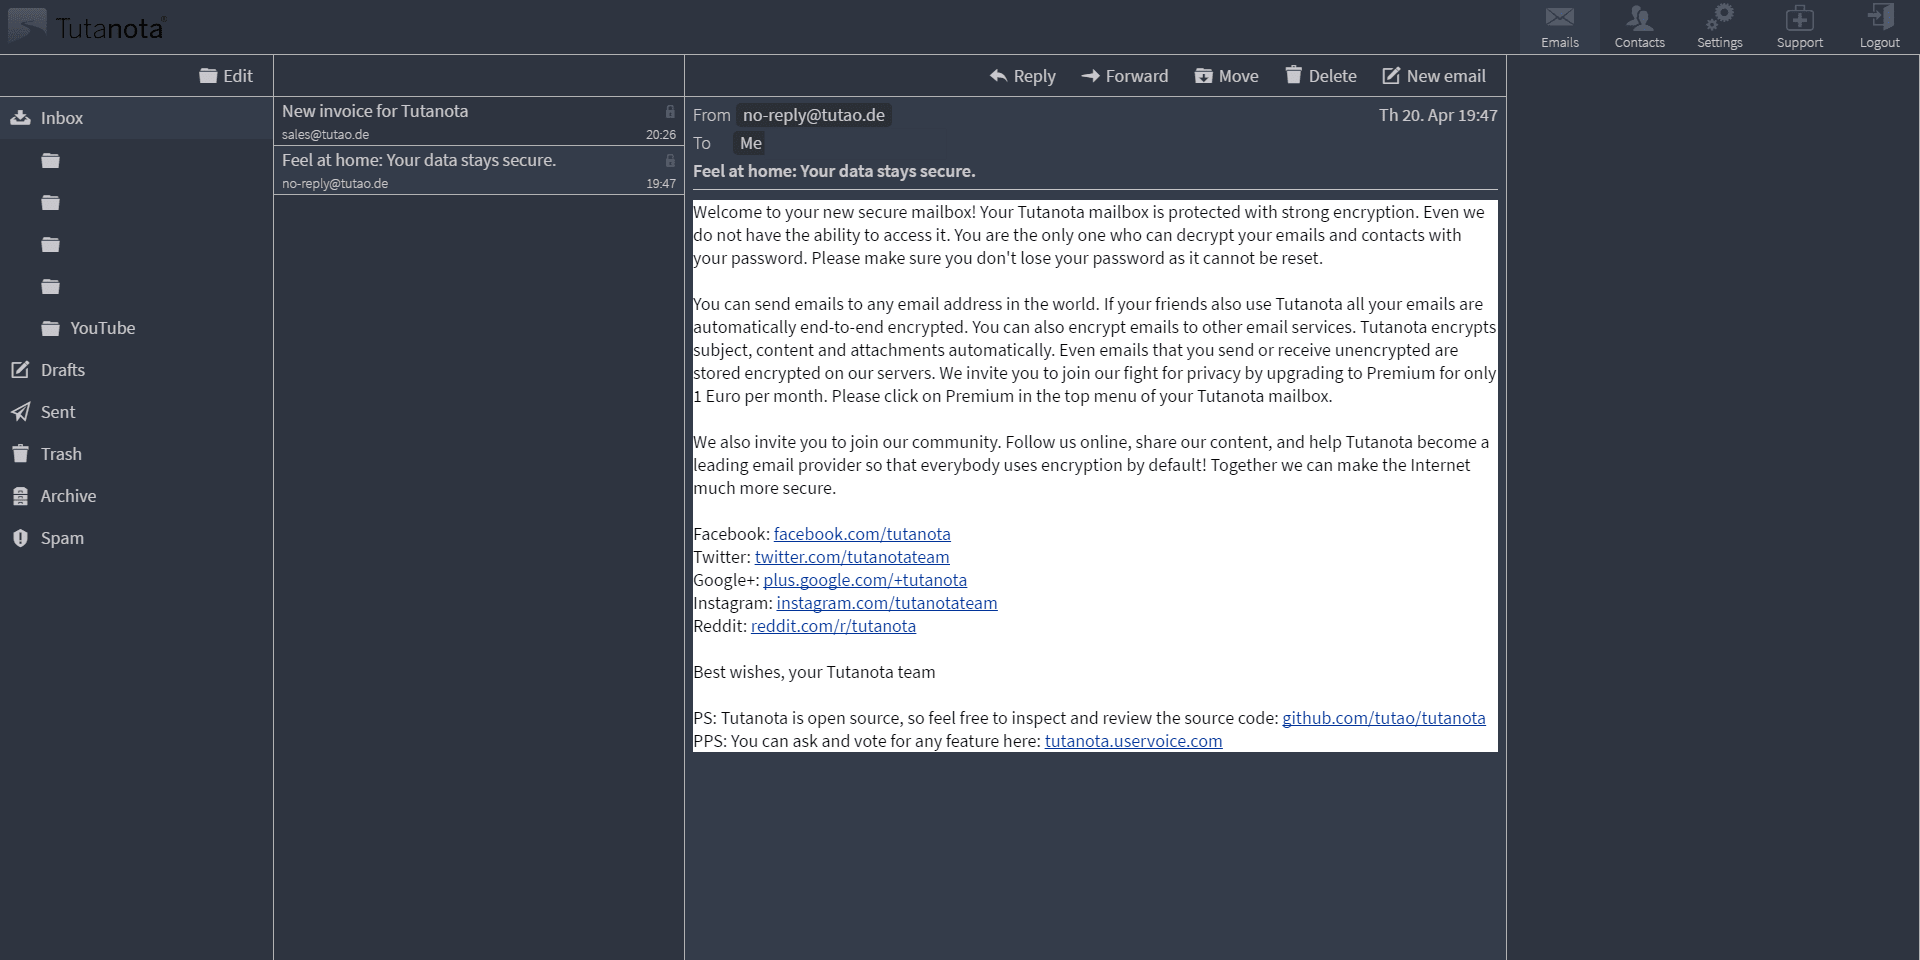 Tutanota
Emails
Contacts
Settings
Support
Logout
Edit
Reply
Forward
Move
Delete
New email
Inbox
YouTube
Drafts
Sent
Trash
Archive
Spam
New invoice for Tutanota
sales@tutao.de 20:26
Feel at home: Your data stays secure.
no-reply@tutao.de 19:47
From no-reply@tutao.de Th 20. Apr 19:47
To Me
Feel at home: Your data stays secure.
Welcome to your new secure mailbox! Your Tutanota mailbox is protected with strong encryption. Even we
do not have the ability to access it. You are the only one who can decrypt your emails and contacts with
your password. Please make sure you don't lose your password as it cannot be reset.
You can send emails to any email address in the world. If your friends also use Tutanota all your emails are
automatically end-to-end encrypted. You can also encrypt emails to other email services. Tutanota encrypts
subject, content and attachments automatically. Even emails that you send or receive unencrypted are
stored encrypted on our servers. We invite you to join our fight for privacy by upgrading to Premium for only
1 Euro per month. Please click on Premium in the top menu of your Tutanota mailbox.
We also invite you to join our community. Follow us online, share our content, and help Tutanota become a
leading email provider so that everybody uses encryption by default! Together we can make the Internet
much more secure.
Facebook: facebook.com/tutanota
Twitter: twitter.com/tutanotateam
Google+: plus.google.com/+tutanota
Instagram: instagram.com/tutanotateam
Reddit: reddit.com/r/tutanota
Best wishes, your Tutanota team
PS: Tutanota is open source, so feel free to inspect and review the source code: github.com/tutao/tutanota
PPS: You can ask and vote for any feature here: tutanota.uservoice.com